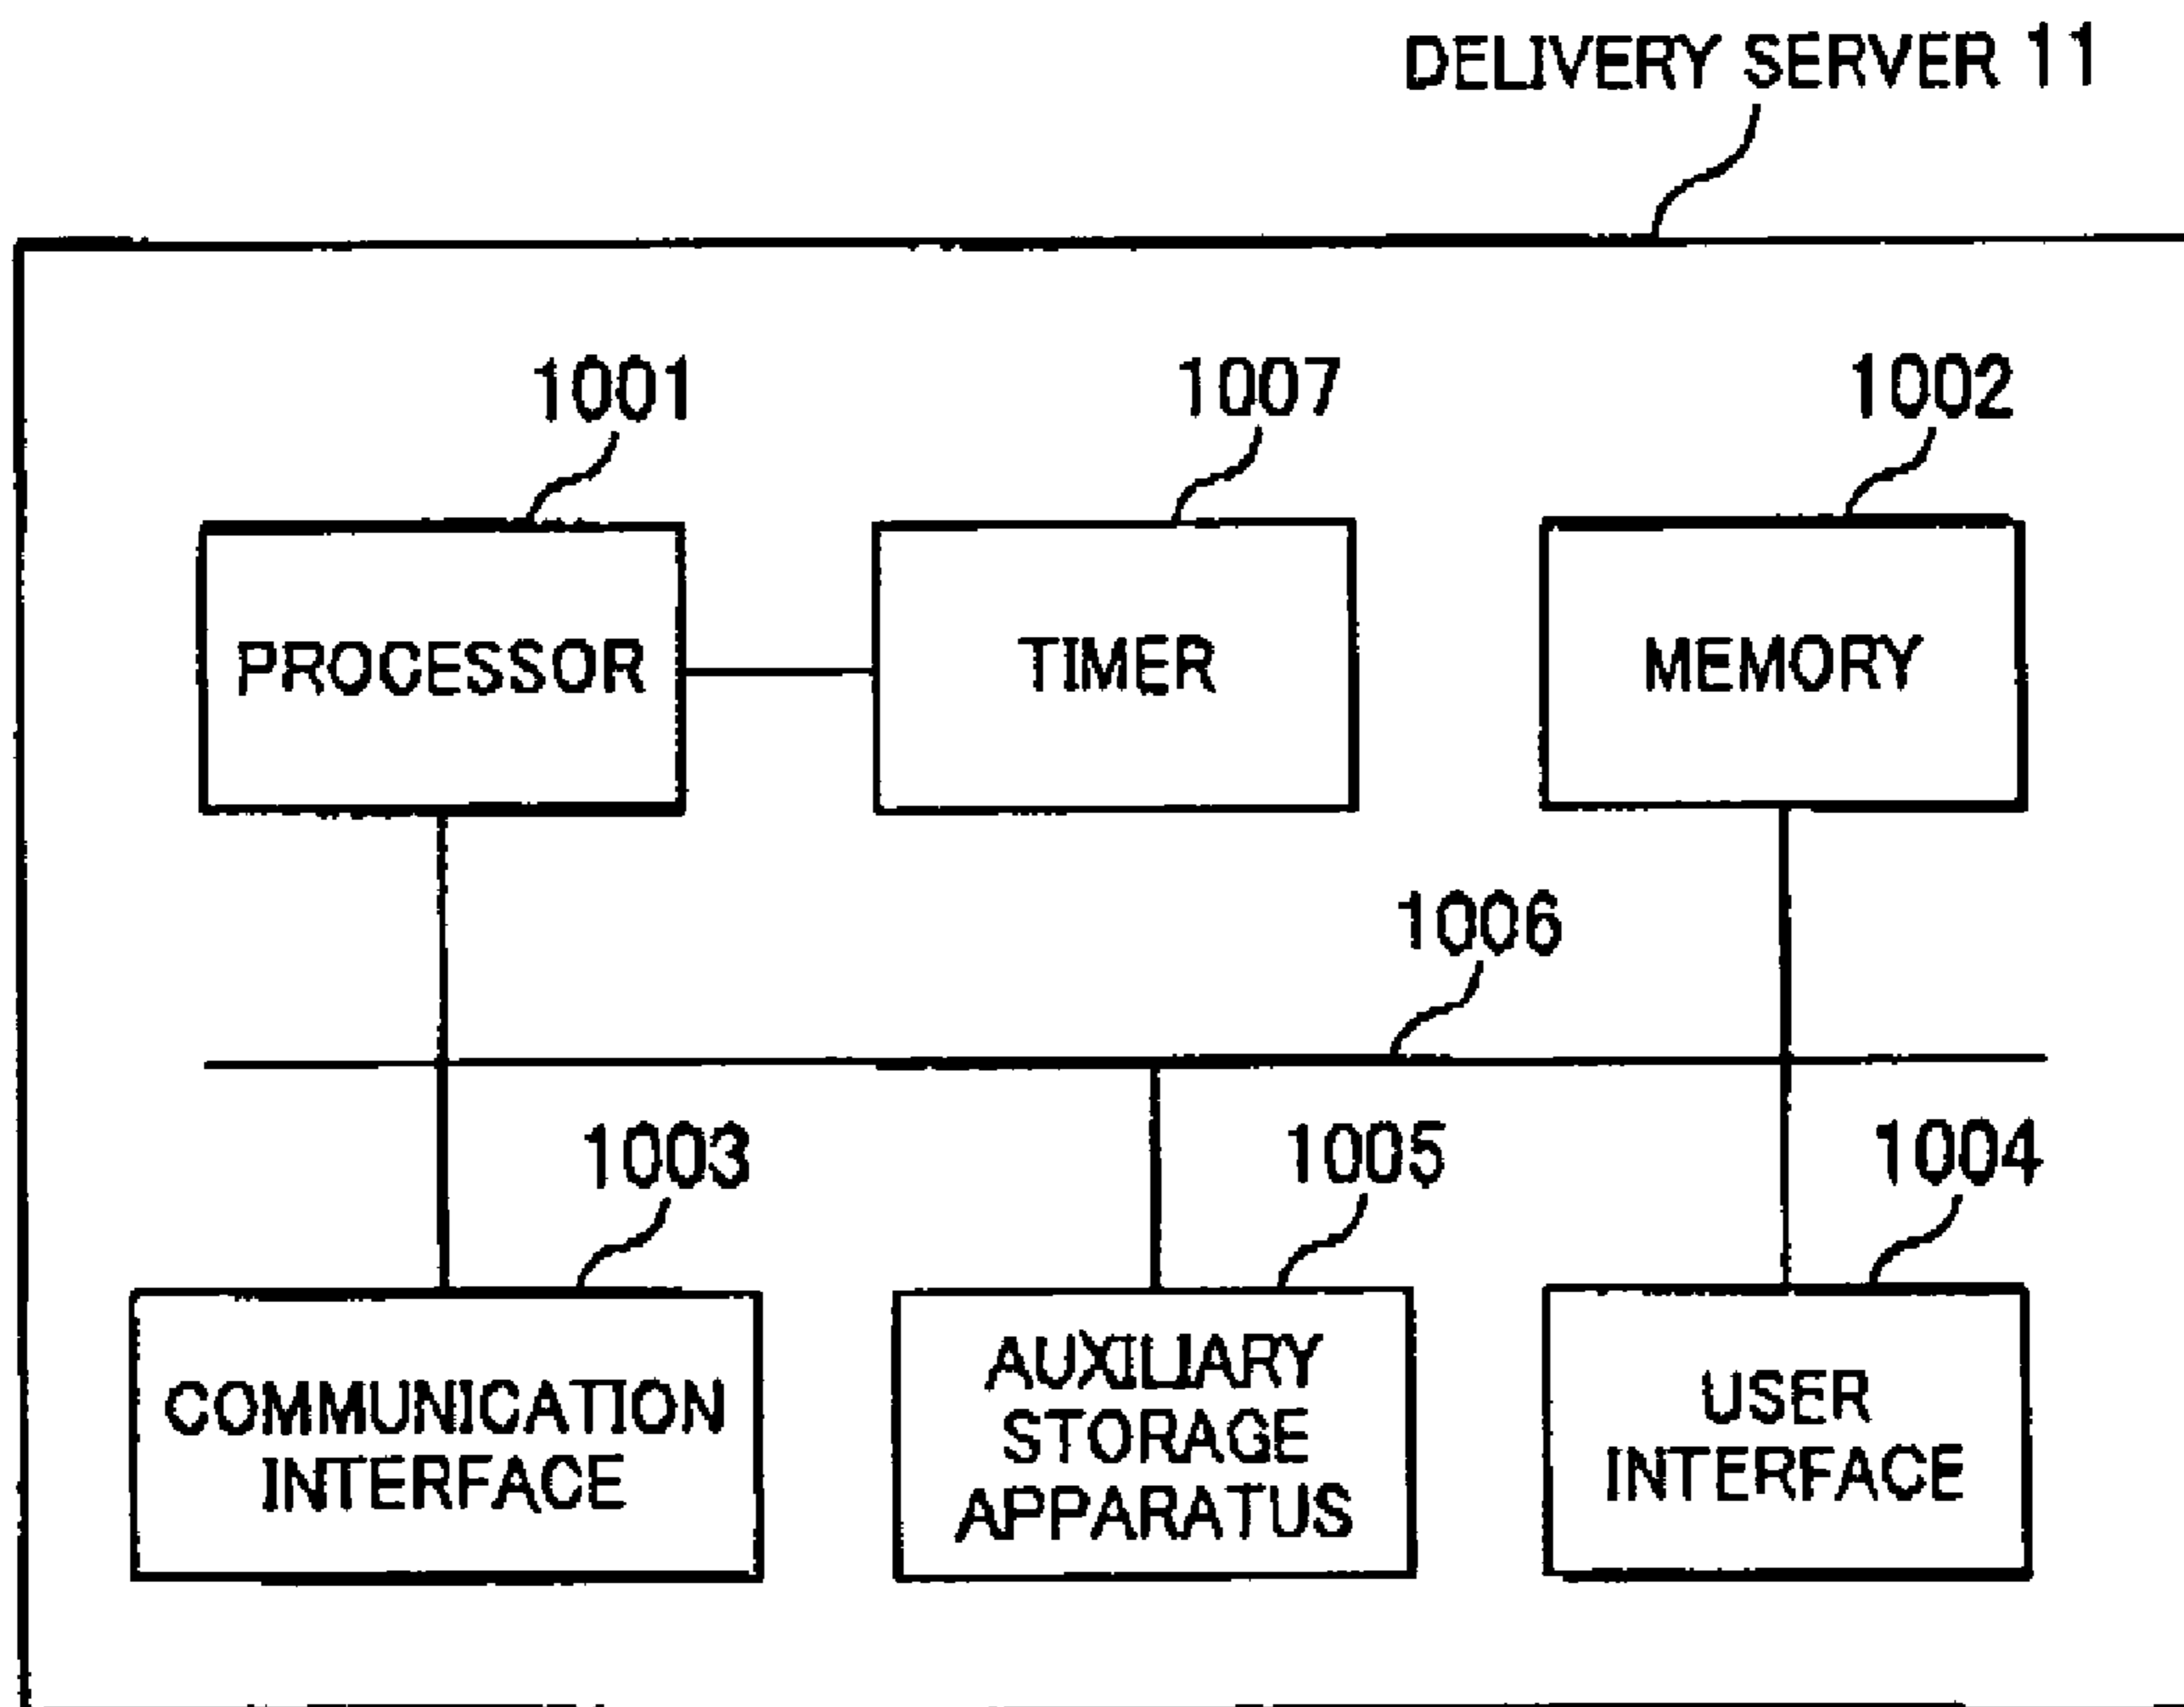 DELIVERY SERVER 11
1001
1007
1002
PROCESSOR
TIMER
MEMORY
1006
1003
1005
1004
COMMUNICATION
INTERFACE
AUXILIARY
STORAGE
APPARATUS
USER
INTERFACE